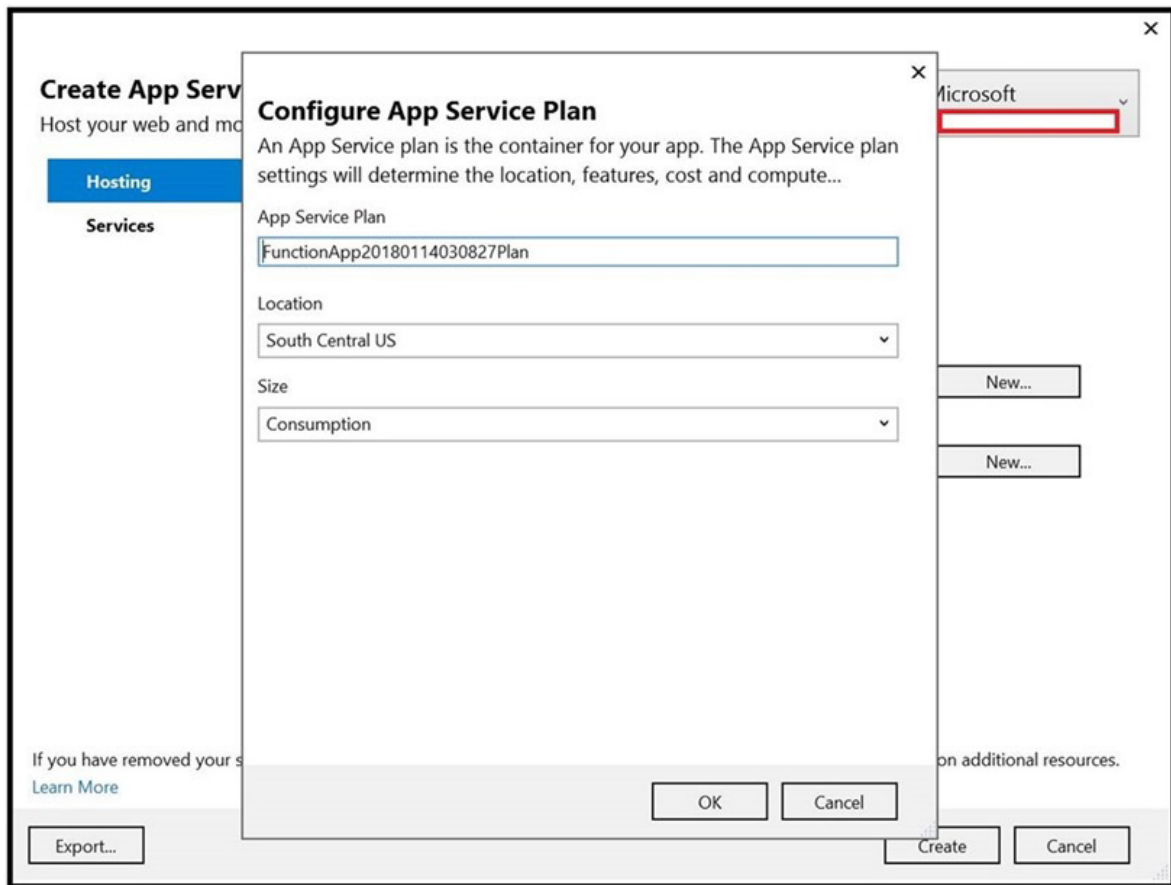 Create App Serv
Host your web and mo
Microsoft
Hosting
Services
Configure App Service Plan
An App Service plan is the container for your app. The App Service plan
settings will determine the location, features, cost and compute...
App Service Plan
FunctionApp20180114030827Plan
Location
South Central US
Size
Consumption
New...
New...
If you have removed your s
on additional resources.
Learn More
OK
Cancel
Export...
Create
Cancel